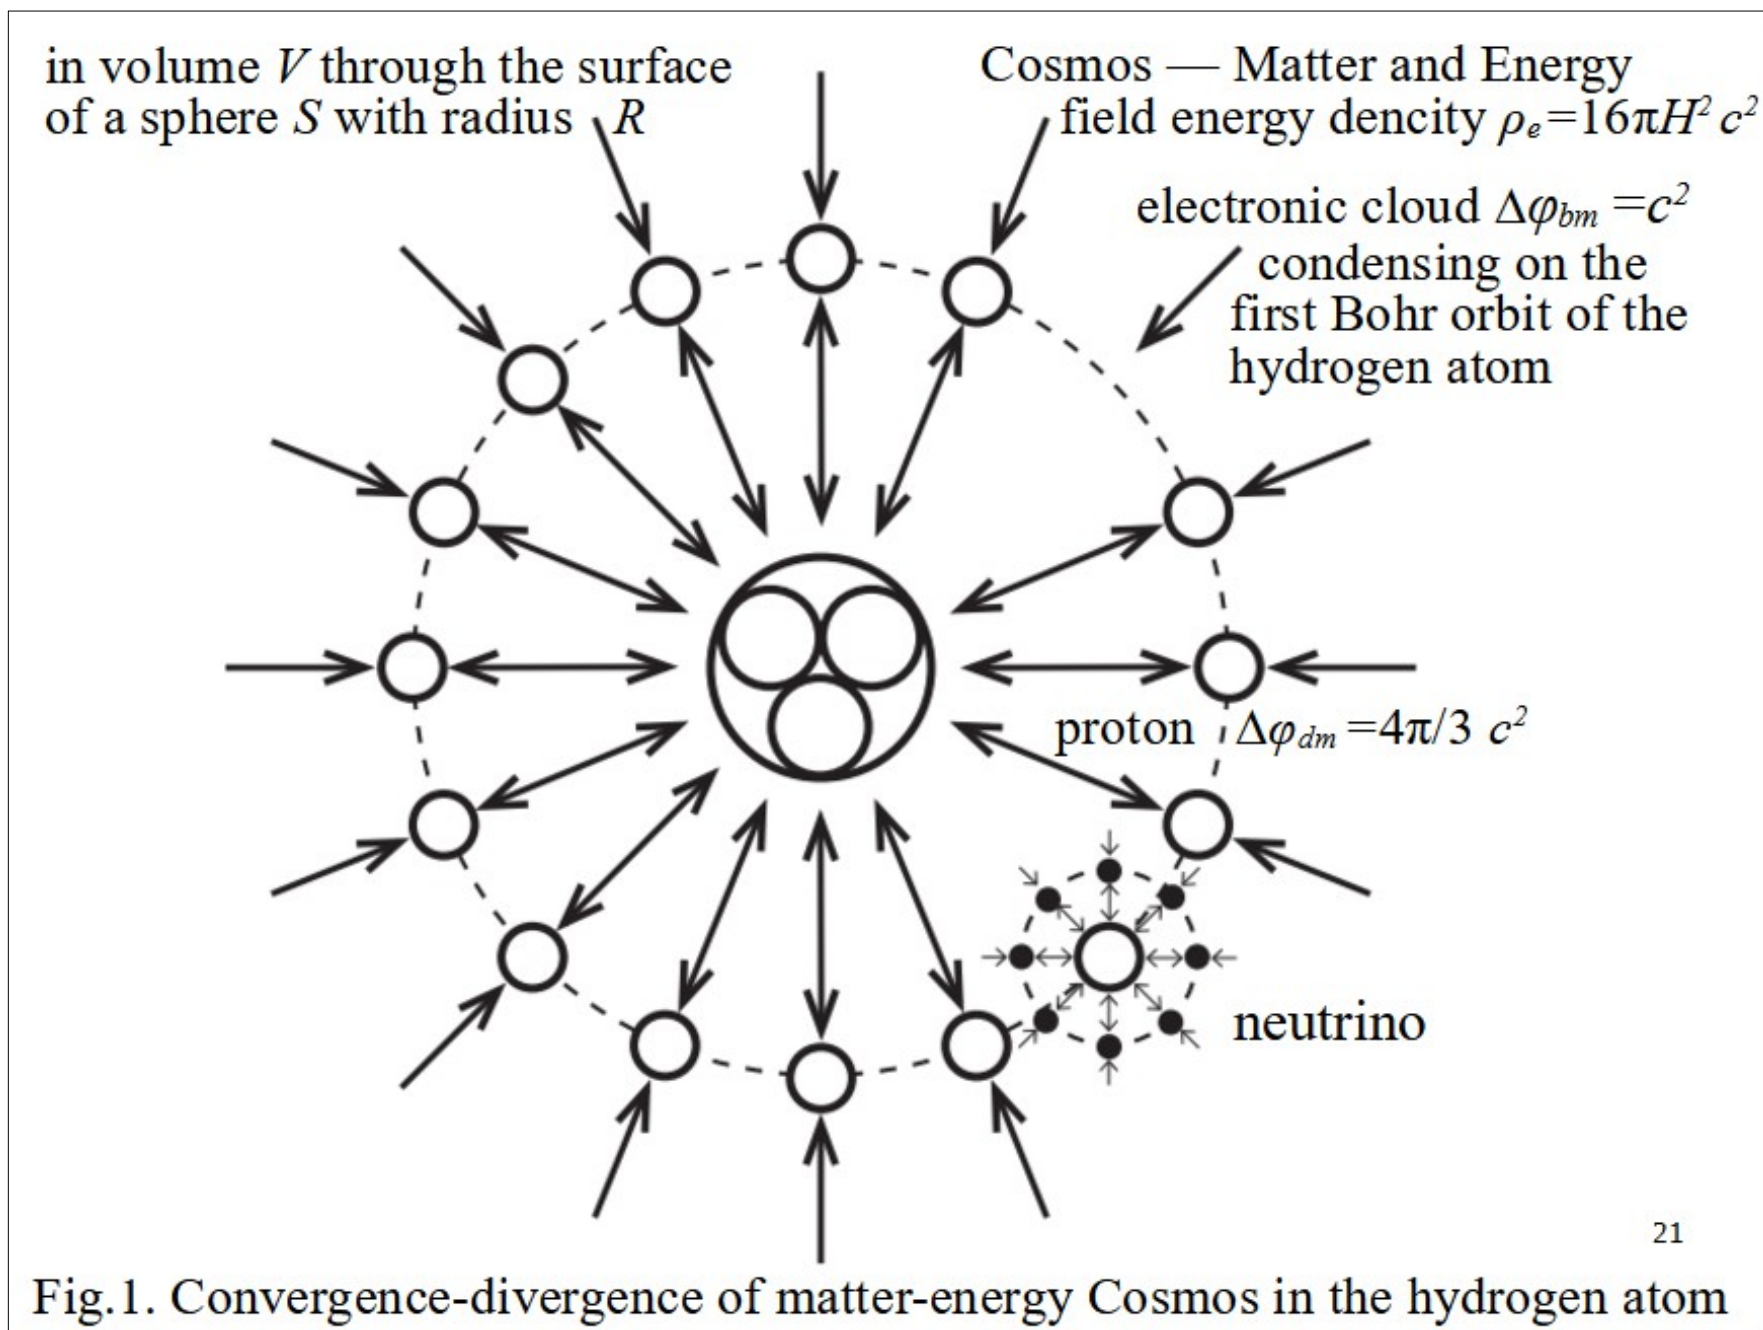 in volume V through the surface
of a sphere S with radius R
Cosmos — Matter and Energy
field energy dencity ρₑ=16πH² c²
electronic cloud Δφbm =c²
condensing on the
first Bohr orbit of the
hydrogen atom
proton Δφdm =4π/3 c²
neutrino
21
Fig.1. Convergence-divergence of matter-energy Cosmos in the hydrogen atom